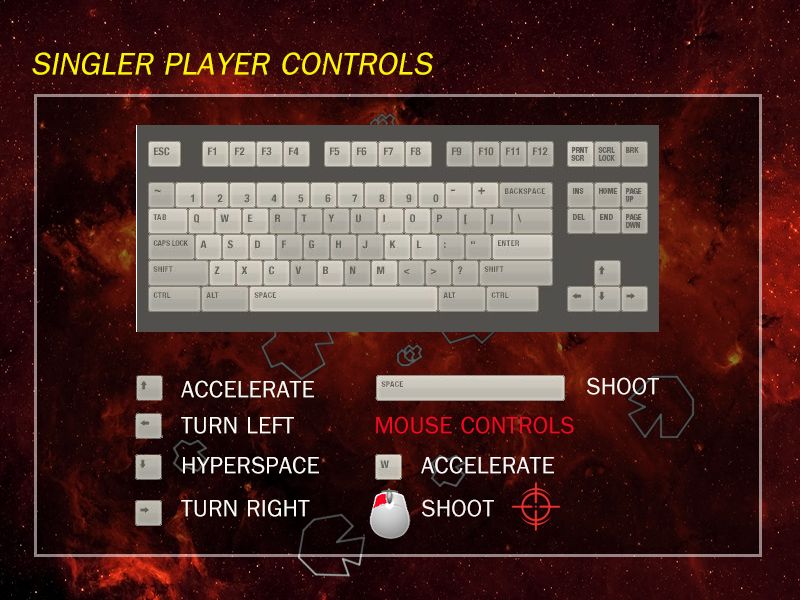 SINGLER PLAYER CONTROLS
ESC F1 F2 F3 F4 F5 F6 F7 F8 F9 F10 F11 F12 PRNT SCR SCRL LOCK BRK
~ 1 2 3 4 5 6 7 8 9 0 - + BACKSPACE INS HOME PAGE UP
TAB Q W E R T Y U I O P [ ] \ DEL END PAGE DWN
CAPS LOCK A S D F G H J K L : " ENTER
SHIFT Z X C V B N M < > ? SHIFT ↑
CTRL ALT SPACE ALT CTRL ← ↓ →
↑ ACCELERATE SPACE SHOOT
← TURN LEFT MOUSE CONTROLS
↓ HYPERSPACE W ACCELERATE
→ TURN RIGHT SHOOT